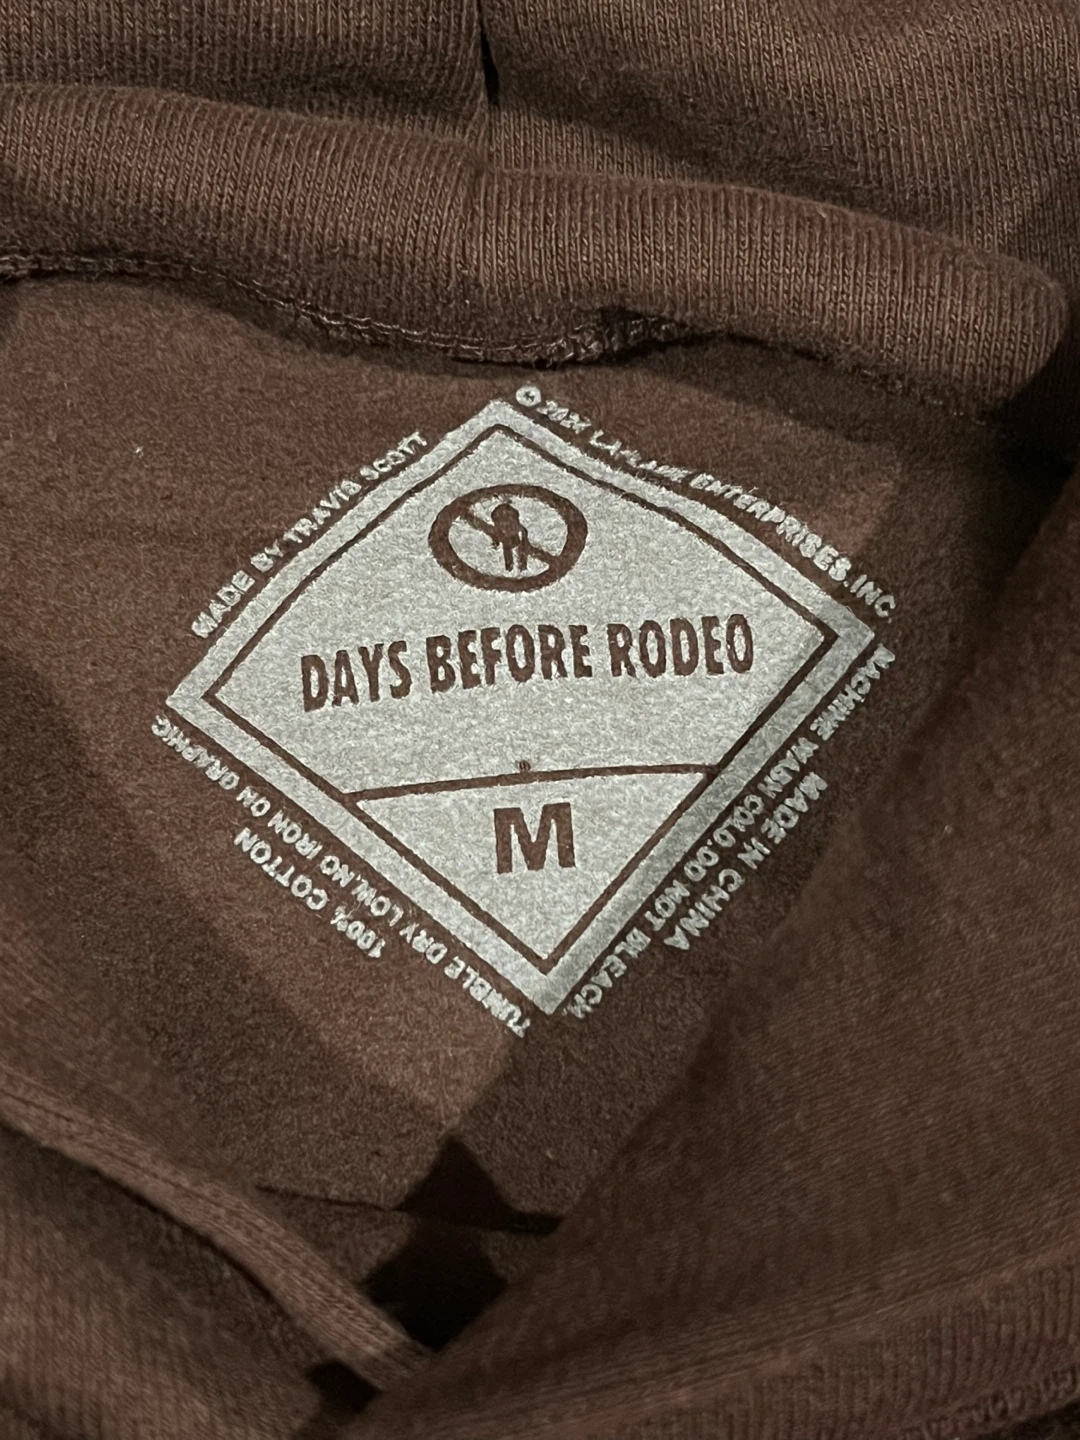 MADE BY TRAVIS SCOTT
© 2024 ENTERPRISES.INC
DAYS BEFORE RODEO
M
MACHINE WASH COLD.DO NOT BLEACH.
MADE IN CHINA
TUMBLE DRY LOW.NO IRON ON GRAPHIC
100% COTTON